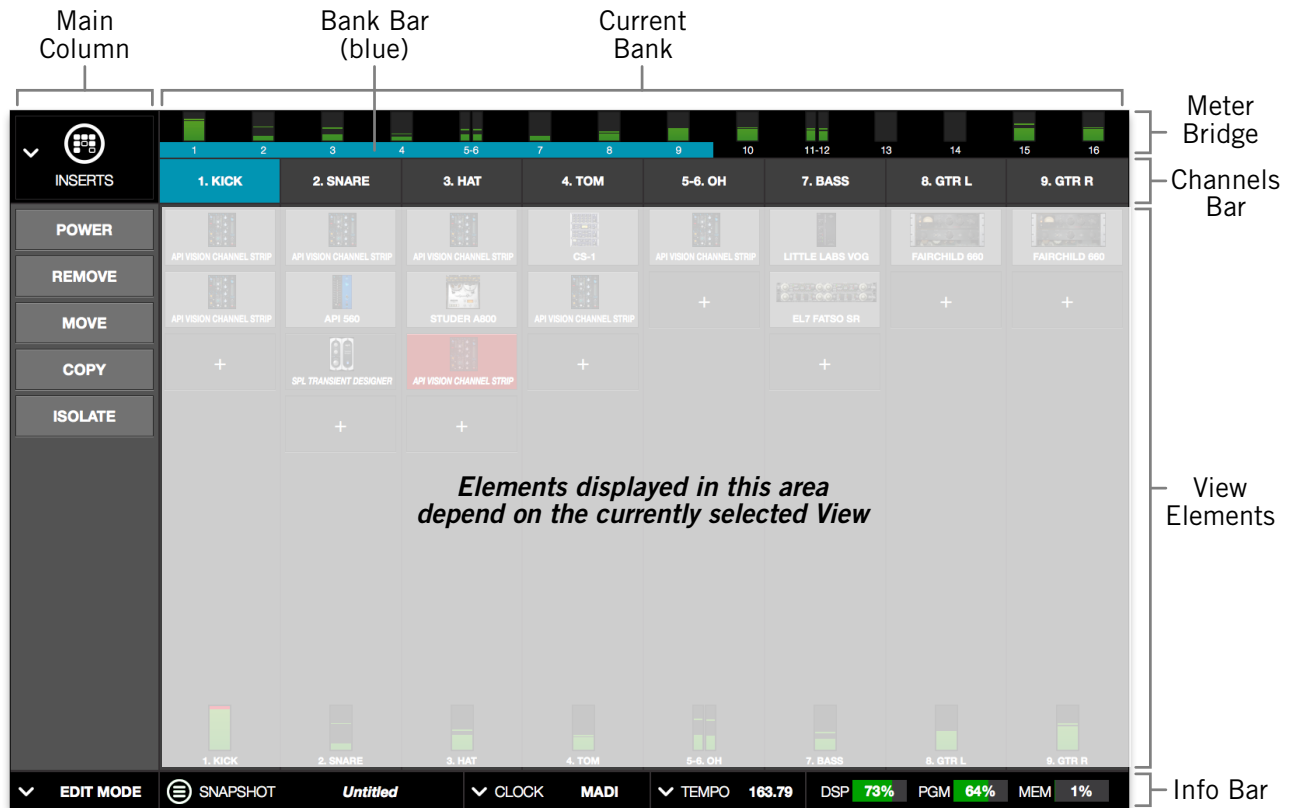 Main Column
Bank Bar (blue)
Current Bank
Meter Bridge
Channels Bar
View Elements
Info Bar
INSERTS
1 2 3 4 5-6 7 8 9 10 11-12 13 14 15 16
1. KICK 2. SNARE 3. HAT 4. TOM 5-6. OH 7. BASS 8. GTR L 9. GTR R
POWER
REMOVE
MOVE
COPY
ISOLATE
API VISION CHANNEL STRIP API VISION CHANNEL STRIP API VISION CHANNEL STRIP CS-1 API VISION CHANNEL STRIP LITTLE LABS VOG FAIRCHILD 660 FAIRCHILD 660
API VISION CHANNEL STRIP API 560 STUDER A800 API VISION CHANNEL STRIP + EL7 FATSO SR + +
+ SPL TRANSIENT DESIGNER API VISION CHANNEL STRIP + +
+ +
Elements displayed in this area
depend on the currently selected View
1. KICK 2. SNARE 3. HAT 4. TOM 5-6. OH 7. BASS 8. GTR L 9. GTR R
EDIT MODE SNAPSHOT Untitled CLOCK MADI TEMPO 163.79 DSP 73% PGM 64% MEM 1%